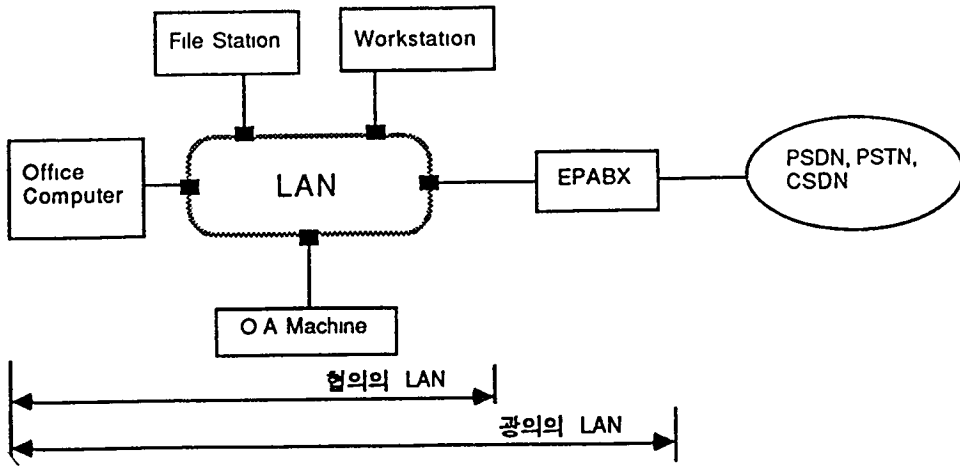 File Station
Workstation
Office
Computer
LAN
EPABX
PSDN, PSTN,
CSDN
O A Machine
협의의 LAN
광의의 LAN